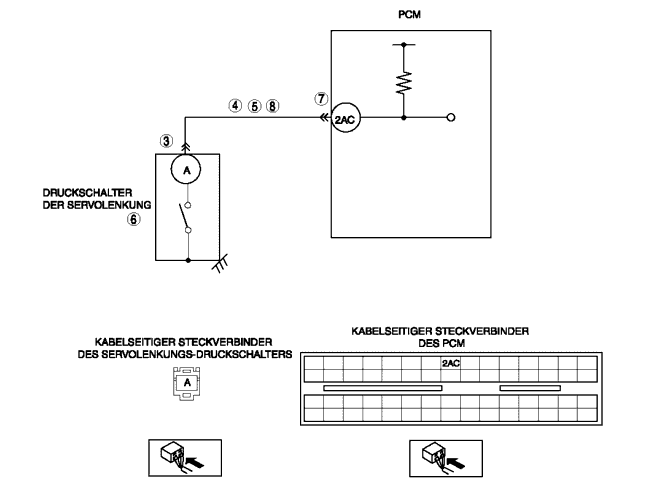 PCM
④ ⑤ ⑧
⑦
2AC
③
A
DRUCKSCHALTER
DER SERVOLENKUNG
⑥
KABELSEITIGER STECKVERBINDER
DES SERVOLENKUNGS-DRUCKSCHALTERS
A
KABELSEITIGER STECKVERBINDER
DES PCM
2AC